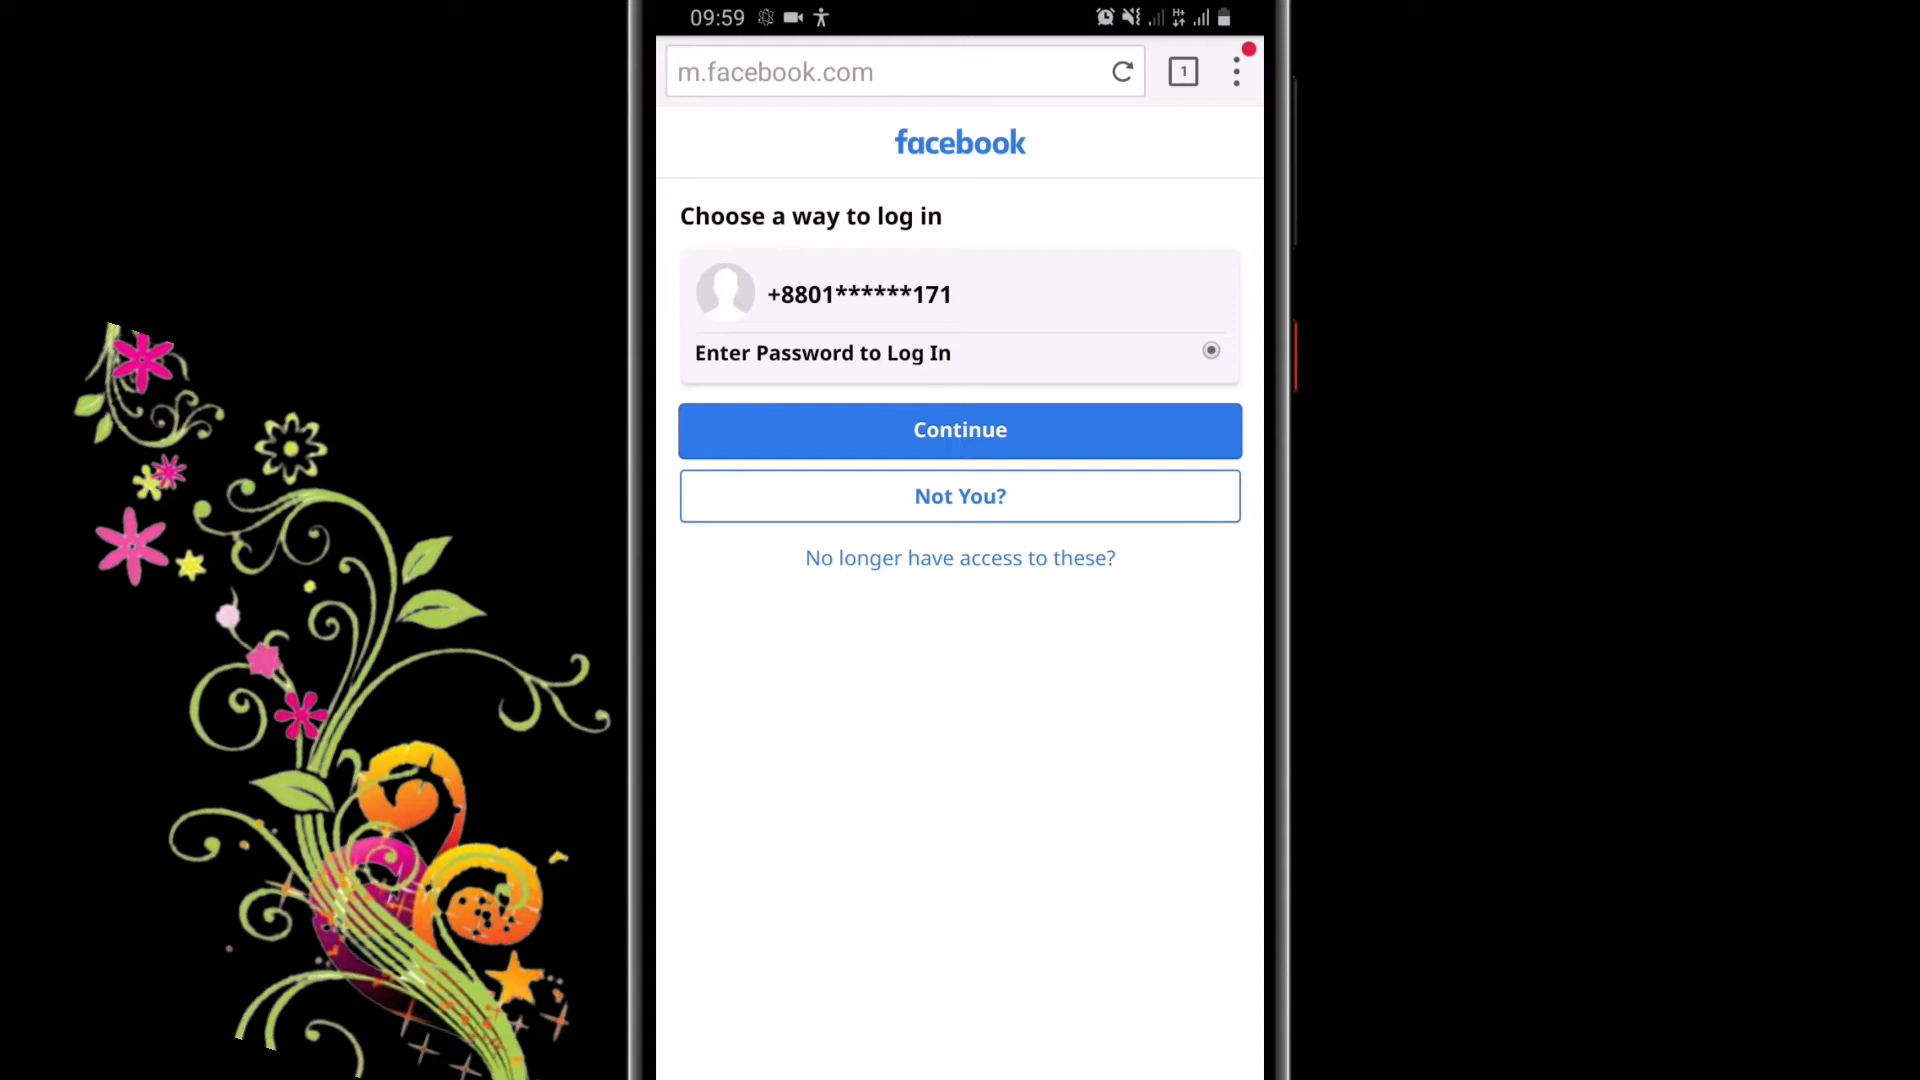 09:59
H+
m.facebook.com
1
facebook
Choose a way to log in
+8801******171
Enter Password to Log In
Continue
Not You?
No longer have access to these?